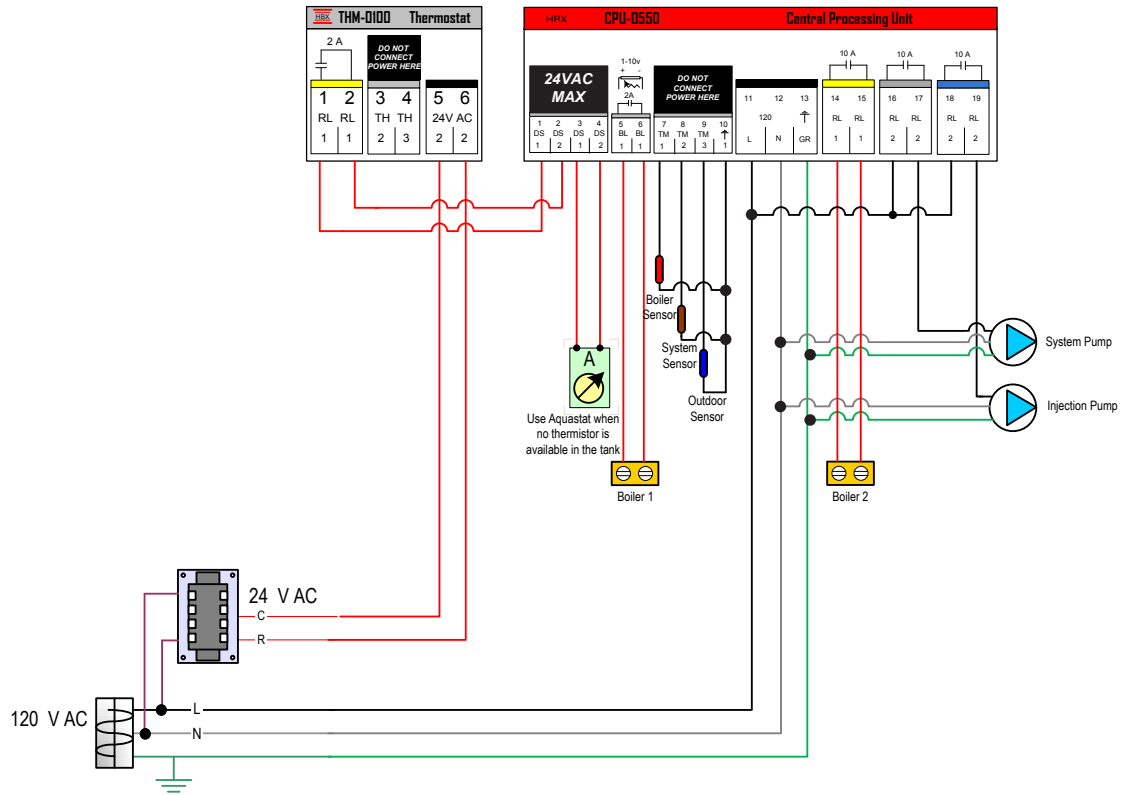 HBX THM-0100 Thermostat
2 A
DO NOT
CONNECT
POWER HERE
1 2 3 4 5 6
RL RL TH TH 24V AC
1 1 2 3 2 2
HBX CPU-0550 Central Processing Unit
24VAC
MAX
1-10v
+ -
2A
DO NOT
CONNECT
POWER HERE
10 A 10 A 10 A
1 2 3 4 5 6 7 8 9 10 11 12 13 14 15 16 17 18 19
DS DS DS DS BL BL TM TM TM 120 RL RL RL RL RL RL
1 2 1 2 1 1 1 2 3 1 L N GR 1 1 2 2 2 2
Boiler
Sensor
System
Sensor
Outdoor
Sensor
A
Use Aquastat when
no thermistor is
available in the tank
System Pump
Injection Pump
Boiler 1
Boiler 2
24 V AC
C
R
120 V AC
L
N